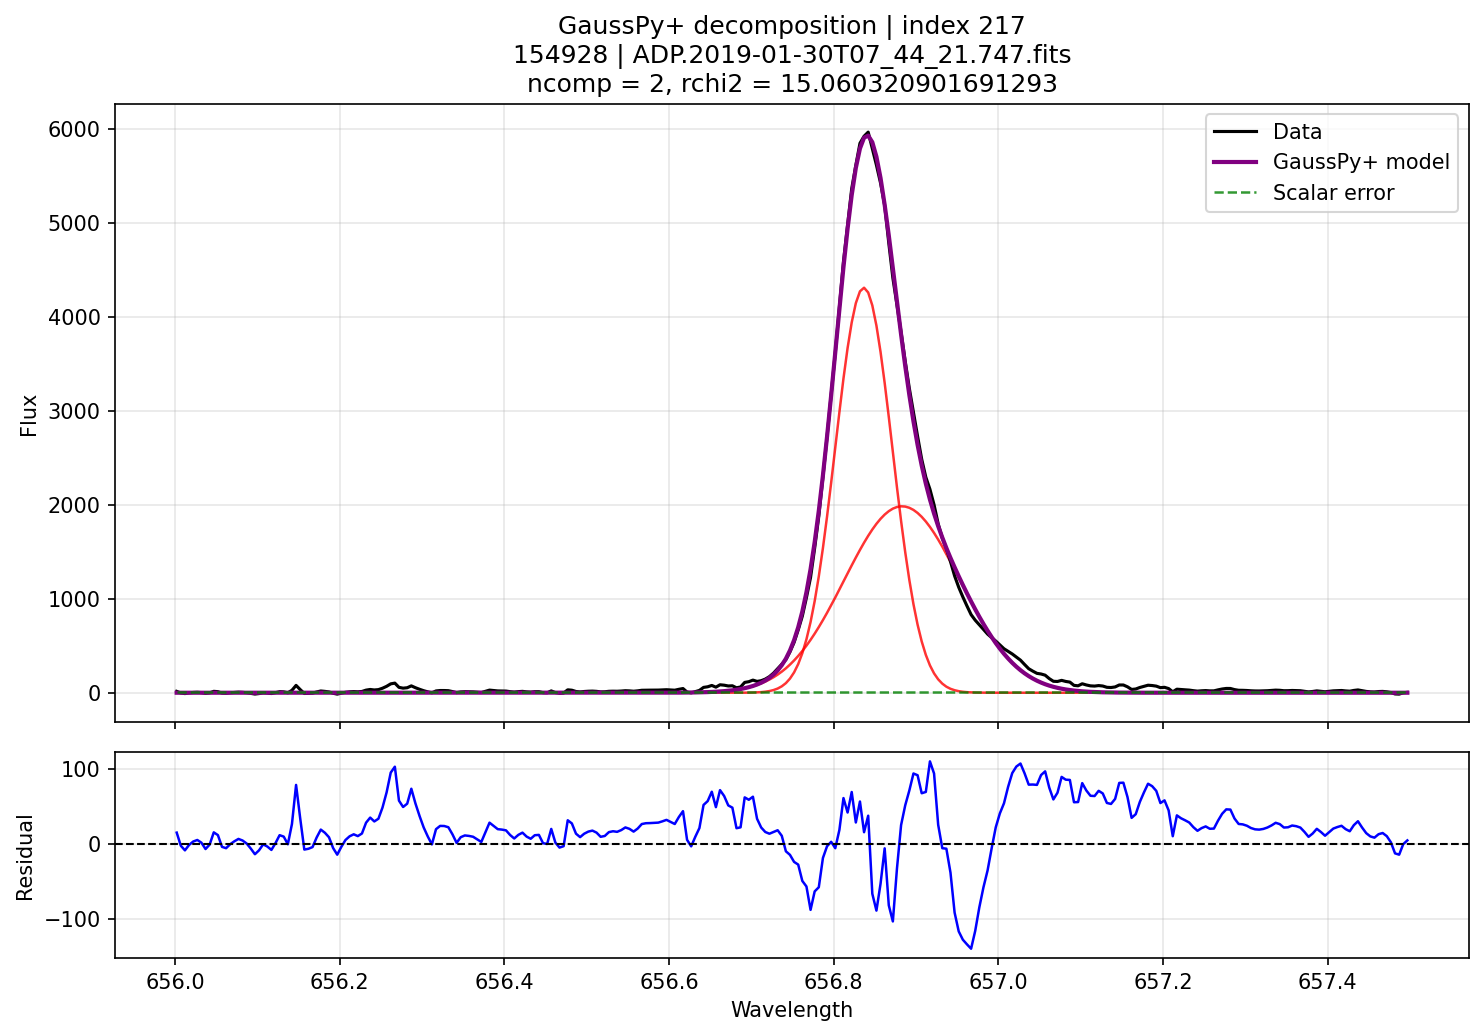 GaussPy+ decomposition | index 217
154928 | ADP.2019-01-30T07_44_21.747.fits
ncomp = 2, rchi2 = 15.060320901691293
Data
GaussPy+ model
Scalar error
6000
5000
4000
3000
2000
1000
0
Flux
100
0
−100
Residual
656.0 656.2 656.4 656.6 656.8 657.0 657.2 657.4
Wavelength